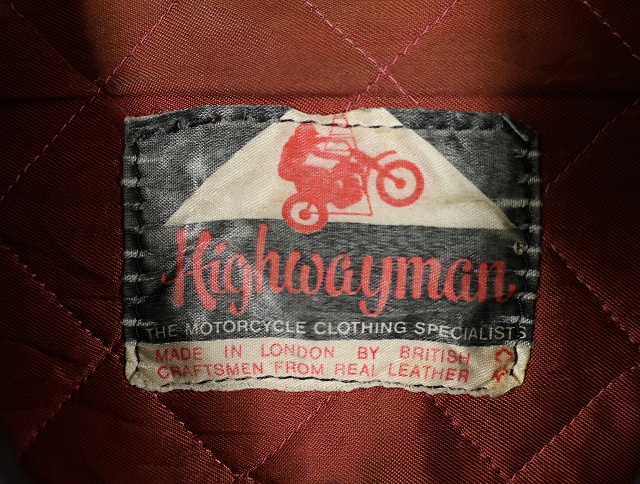 Highwayman
THE MOTORCYCLE CLOTHING SPECIALISTS
MADE IN LONDON BY BRITISH
CRAFTSMEN FROM REAL LEATHER